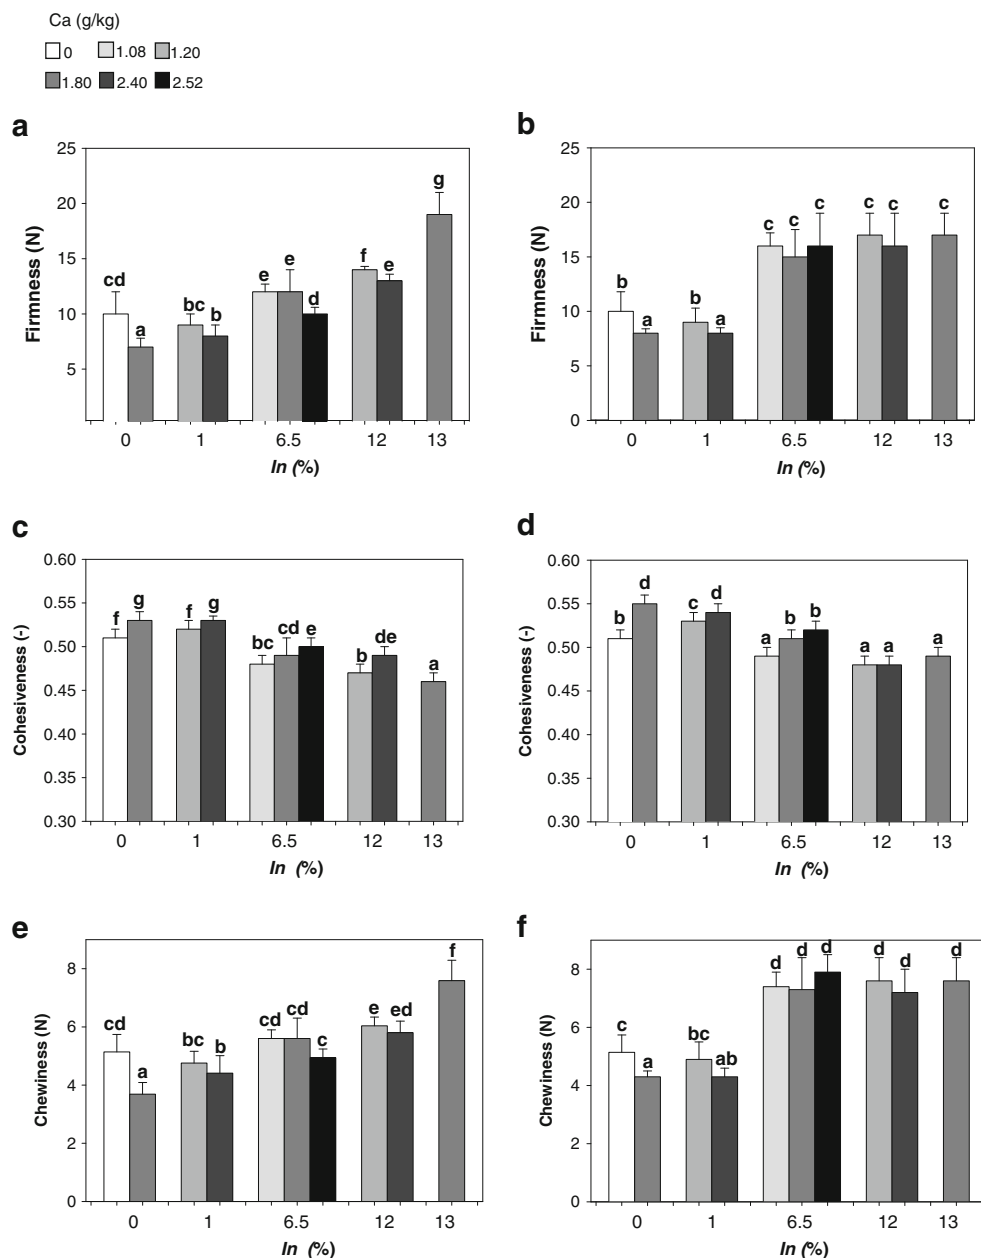 Ca (g/kg)
0 1.08 1.20
1.80 2.40 2.52
a
25
20
15
10
5
Firmness (N)
cd a bc b e e d f e g
0 1 6.5 12 13
In (%)
b
25
20
15
10
5
0
Firmness (N)
b a b a c c c c c c
0 1 6.5 12 13
In (%)
c
0.60
0.55
0.50
0.45
0.40
0.35
0.30
Cohesiveness (-)
f g f g bc cd e b de a
0 1 6.5 12 13
In (%)
d
0.60
0.55
0.50
0.45
0.40
0.35
0.30
Cohesiveness (-)
b d c d a b b a a a
0 1 6.5 12 13
In (%)
e
8
6
4
2
0
Chewiness (N)
cd a bc b cd cd c e ed f
0 1 6.5 12 13
In (%)
f
8
6
4
2
0
Chewiness (N)
c a bc ab d d d d d d
0 1 6.5 12 13
In (%)